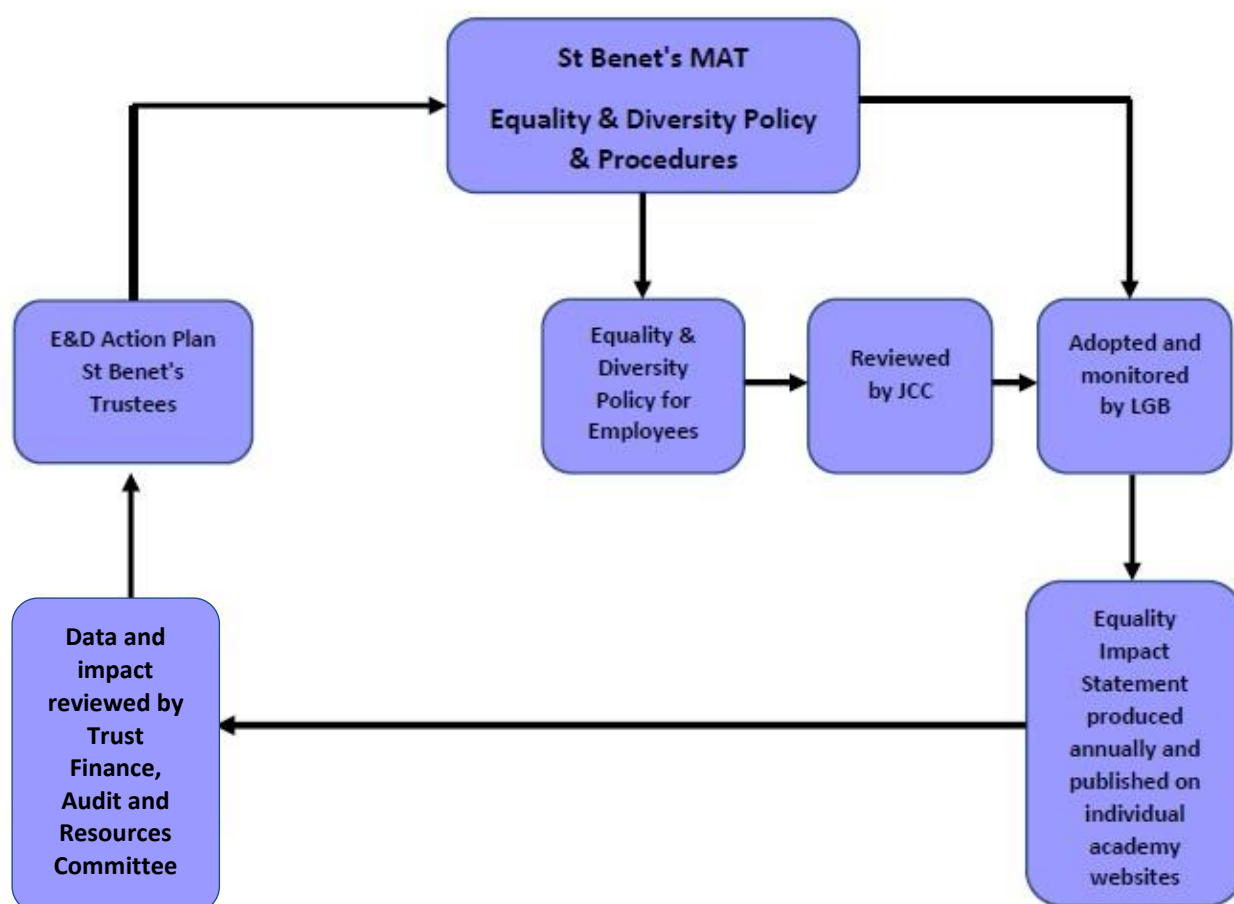 St Benet's MAT
Equality & Diversity Policy
& Procedures
E&D Action Plan
St Benet's
Trustees
Equality &
Diversity
Policy for
Employees
Reviewed
by JCC
Adopted and
monitored
by LGB
Data and
impact
reviewed by
Trust
Finance,
Audit and
Resources
Committee
Equality
Impact
Statement
produced
annually and
published on
individual
academy
websites